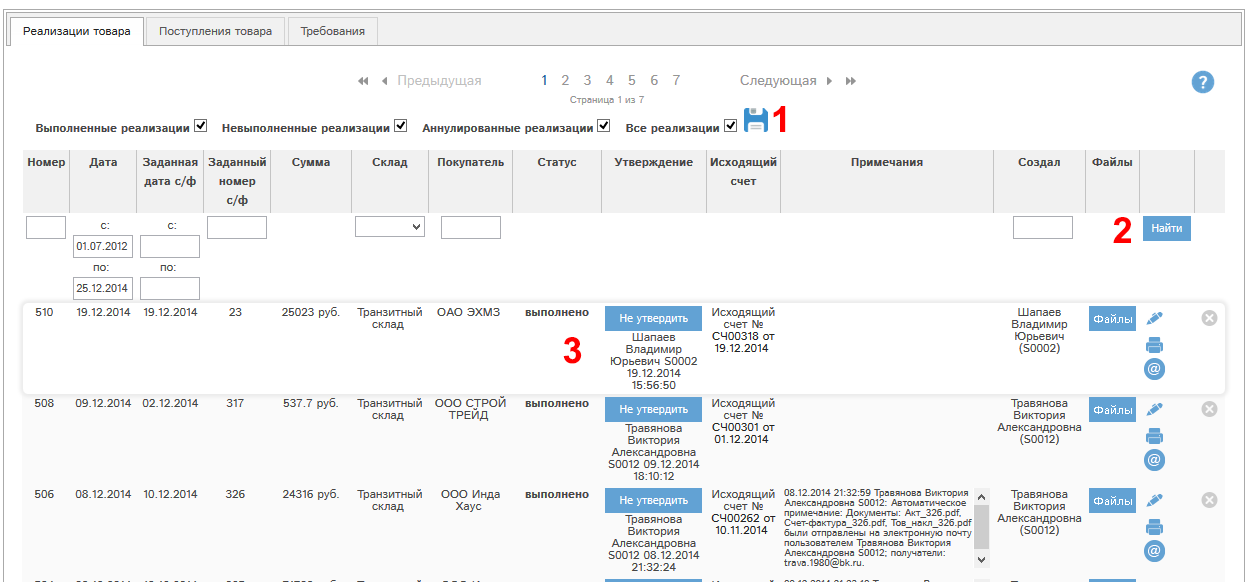 Реализации товара Поступления товара Требования
Предыдущая 1 2 3 4 5 6 7 Следующая
Страница 1 из 7
?
Выполненные реализации Невыполненные реализации Аннулированные реализации Все реализации 1
Номер Дата Заданная Заданный Сумма Склад Покупатель Статус Утверждение Исходящий Примечания Создал Файлы
дата с/ф номер счет
с/ф
с: с: 2 Найти
01.07.2012
по: по:
25.12.2014
510 19.12.2014 19.12.2014 23 25023 руб. Транзитный ОАО ЭХМЗ выполнено Не утвердить Исходящий Шапаев Файлы
склад счет № Владимир
3 Шапаев СЧ00318 от Юрьевич
Владимир 19.12.2014 (S0002)
Юрьевич S0002 @
19.12.2014
15:56:50
508 09.12.2014 02.12.2014 317 537.7 руб. Транзитный ООО СТРОЙ выполнено Не утвердить Исходящий Травянова Файлы
склад ТРЕЙД счет № Виктория
Травянова СЧ00301 от Александровна
Виктория 01.12.2014 (S0012)
Александровна @
S0012 09.12.2014
18:10:12
506 08.12.2014 10.12.2014 326 24316 руб. Транзитный ООО Инда выполнено Не утвердить Исходящий 08.12.2014 21:32:59 Травянова Виктория Травянова Файлы
склад Хаус счет № Александровна S0012: Автоматическое Виктория
Травянова СЧ00262 от примечание: Документы: Акт_326.pdf, Александровна
Виктория 10.11.2014 Счет-фактура_326.pdf, Тов_накл_326.pdf (S0012)
Александровна были отправлены на электронную почту @
S0012 08.12.2014 пользователем Травянова Виктория
21:32:24 Александровна S0012; получатели:
trava.1980@bk.ru.